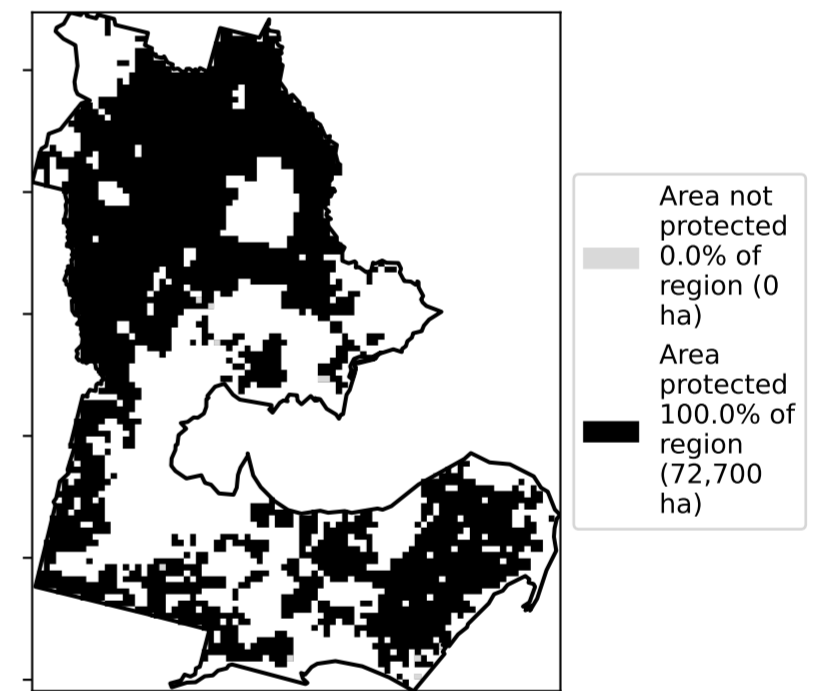 Area not
protected
0.0% of
region (0
ha)
Area
protected
100.0% of
region
(72,700
ha)